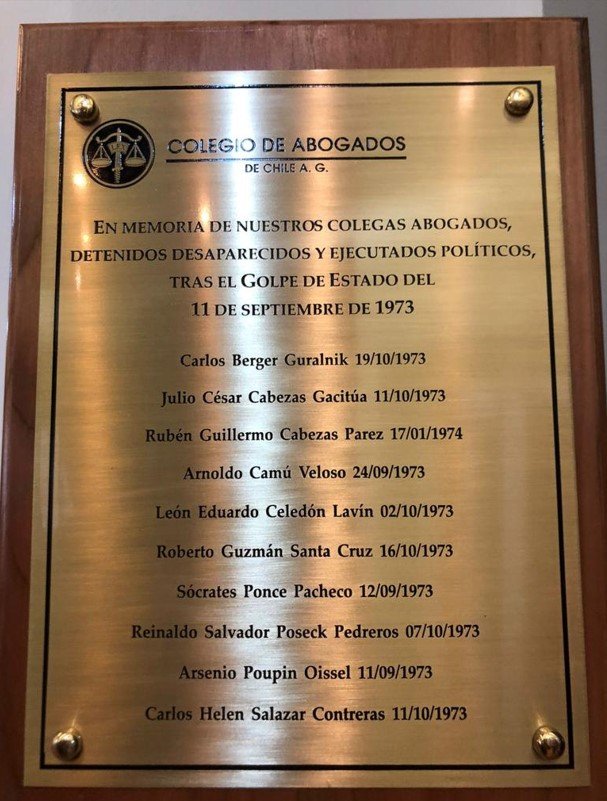 COLEGIO DE ABOGADOS
DE CHILE A. G.
EN MEMORIA DE NUESTROS COLEGAS ABOGADOS,
DETENIDOS DESAPARECIDOS Y EJECUTADOS POLÍTICOS,
TRAS EL GOLPE DE ESTADO DEL
11 DE SEPTIEMBRE DE 1973
Carlos Berger Guralnik 19/10/1973
Julio César Cabezas Gacitúa 11/10/1973
Rubén Guillermo Cabezas Parez 17/01/1974
Arnoldo Camú Veloso 24/09/1973
León Eduardo Celedón Lavín 02/10/1973
Roberto Guzmán Santa Cruz 16/10/1973
Sócrates Ponce Pacheco 12/09/1973
Reinaldo Salvador Poseck Pedreros 07/10/1973
Arsenio Poupin Oissel 11/09/1973
Carlos Helen Salazar Contreras 11/10/1973